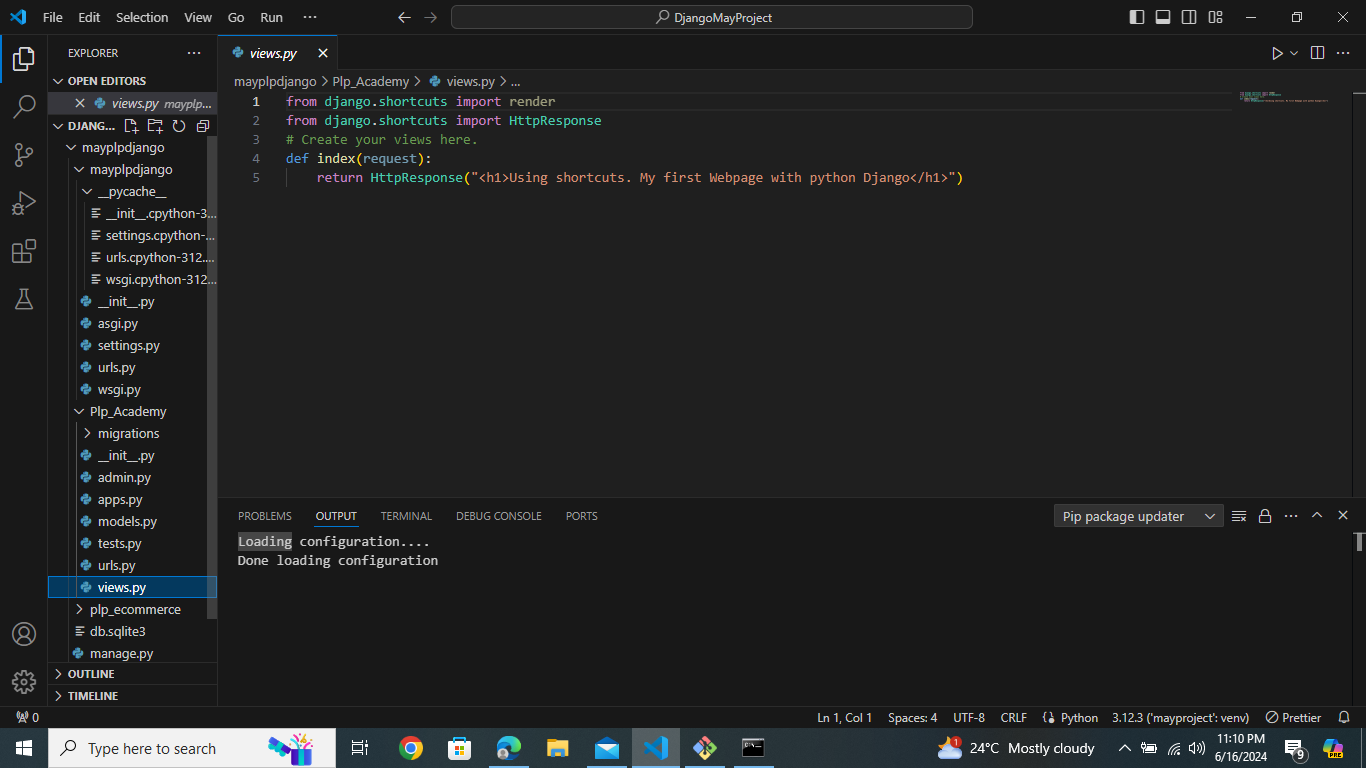 File Edit Selection View Go Run ··· DjangoMayProject
EXPLORER
OPEN EDITORS
views.py mayplp...
DJANG...
mayplpdjango
mayplpdjango
__pycache__
__init__.cpython-3...
settings.cpython-...
urls.cpython-312....
wsgi.cpython-312...
__init__.py
asgi.py
settings.py
urls.py
wsgi.py
Plp_Academy
migrations
__init__.py
admin.py
apps.py
models.py
tests.py
urls.py
views.py
plp_ecommerce
db.sqlite3
manage.py
OUTLINE
TIMELINE
views.py
mayplpdjango > Plp_Academy > views.py > ...
1 from django.shortcuts import render
2 from django.shortcuts import HttpResponse
3 # Create your views here.
4 def index(request):
5 return HttpResponse("<h1>Using shortcuts. My first Webpage with python Django</h1>")
PROBLEMS OUTPUT TERMINAL DEBUG CONSOLE PORTS Pip package updater
Loading configuration....
Done loading configuration
0 Ln 1, Col 1 Spaces: 4 UTF-8 CRLF Python 3.12.3 ('mayproject': venv) Prettier
Type here to search 1 24°C Mostly cloudy 11:10 PM 9 PRE
6/16/2024